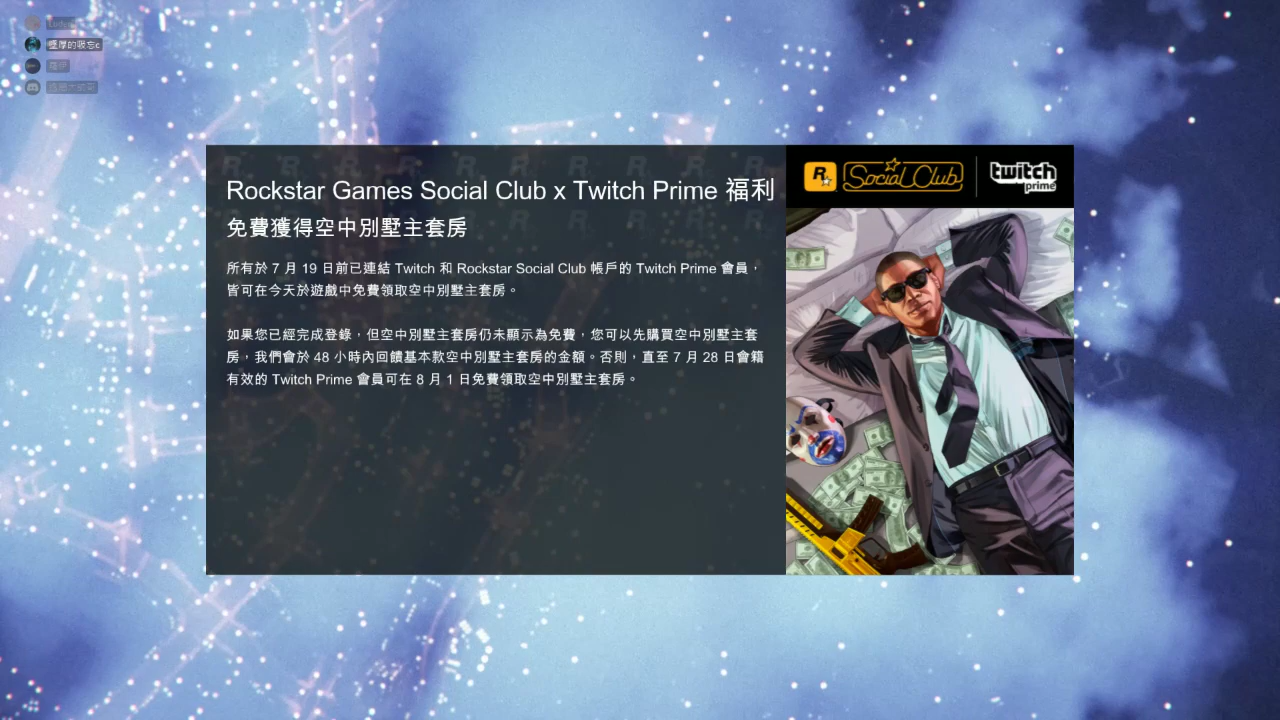 墨厚的吸忘c
Rockstar Games Social Club x Twitch Prime 福利
免費獲得空中別墅主套房
所有於 7 月 19 日前已連結 Twitch 和 Rockstar Social Club 帳戶的 Twitch Prime 會員，
皆可在今天於遊戲中免費領取空中別墅主套房。
如果您已經完成登錄，但空中別墅主套房仍未顯示為免費，您可以先購買空中別墅主套
房，我們會於 48 小時內回饋基本款空中別墅主套房的金額。否則，直至 7 月 28 日會籍
有效的 Twitch Prime 會員可在 8 月 1 日免費領取空中別墅主套房。
R Social Club
twitch
prime